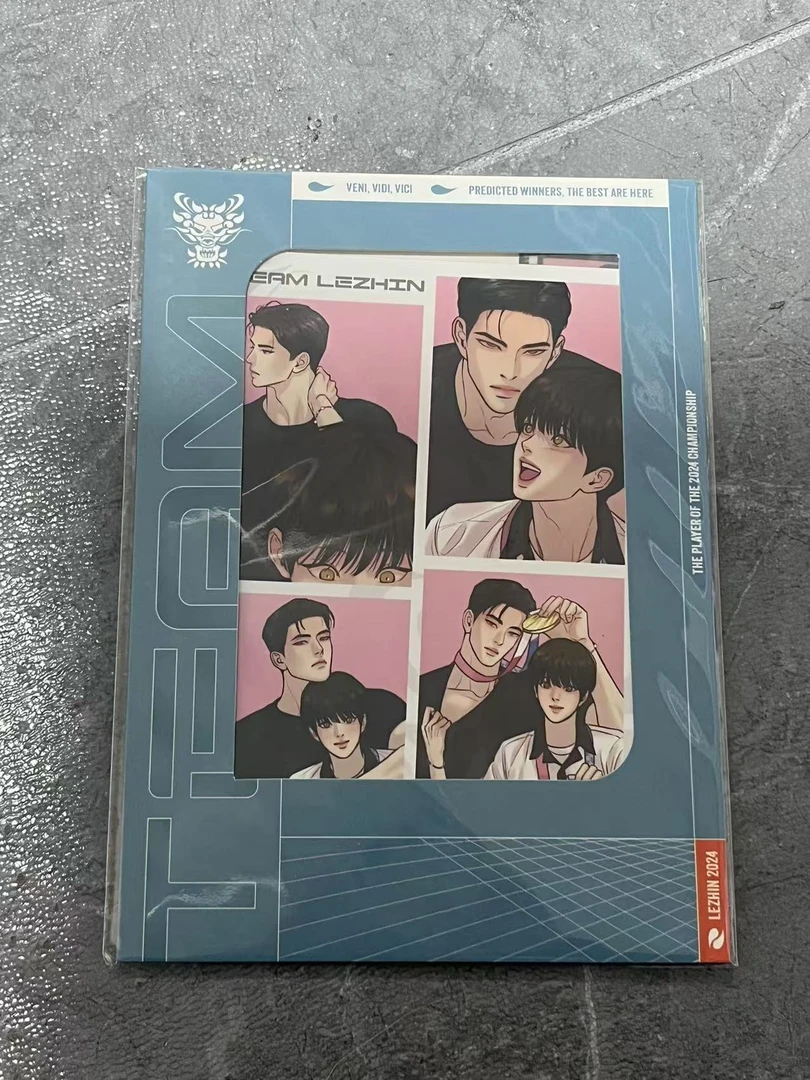 VENI, VIDI, VICI
PREDICTED WINNERS, THE BEST ARE HERE
EAM LEZHIN
TEAM
THE PLAYER OF THE 2024 CHAMPIONSHIP
LEZHIN 2024